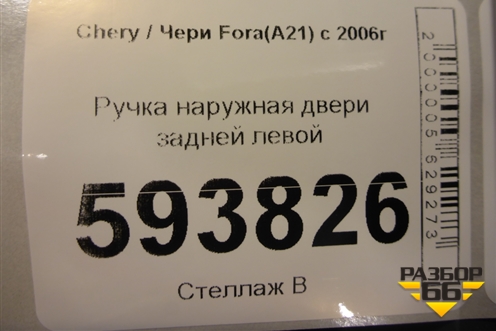 Chery / Чери Fora(A21) с 2006г
Ручка наружная двери
задней левой
593826
Стеллаж В
2000005629273
РАЗБОР
66